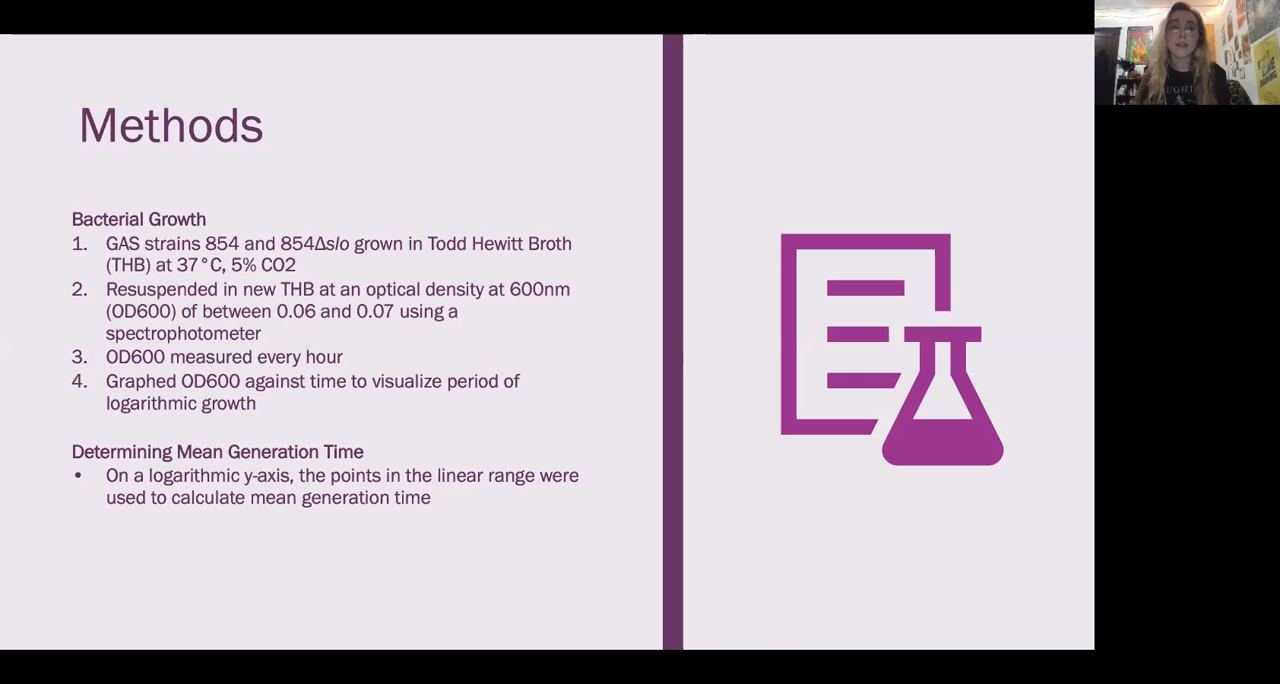 Methods
Bacterial Growth
1. GAS strains 854 and 854Δslo grown in Todd Hewitt Broth
(THB) at 37°C, 5% CO2
2. Resuspended in new THB at an optical density at 600nm
(OD600) of between 0.06 and 0.07 using a
spectrophotometer
3. OD600 measured every hour
4. Graphed OD600 against time to visualize period of
logarithmic growth
Determining Mean Generation Time
• On a logarithmic y-axis, the points in the linear range were
used to calculate mean generation time